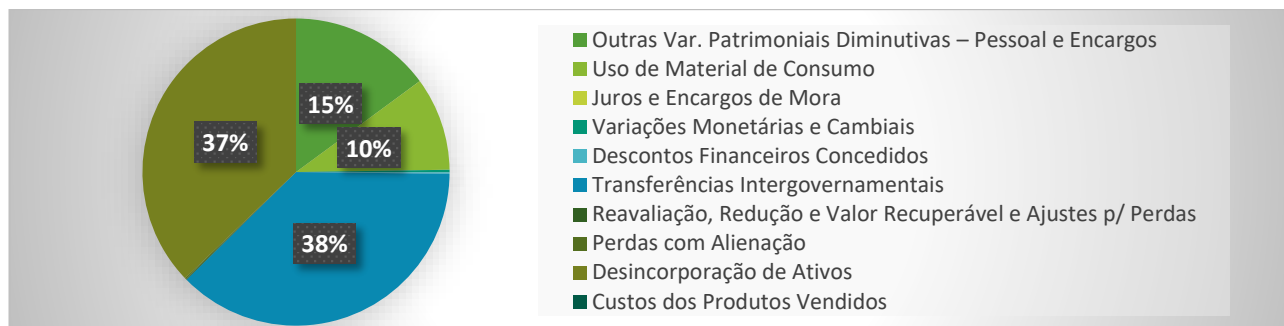 15%
10%
37%
38%
Outras Var. Patrimoniais Diminutivas – Pessoal e Encargos
Uso de Material de Consumo
Juros e Encargos de Mora
Variações Monetárias e Cambiais
Descontos Financeiros Concedidos
Transferências Intergovernamentais
Reavaliação, Redução e Valor Recuperável e Ajustes p/ Perdas
Perdas com Alienação
Desincorporação de Ativos
Custos dos Produtos Vendidos